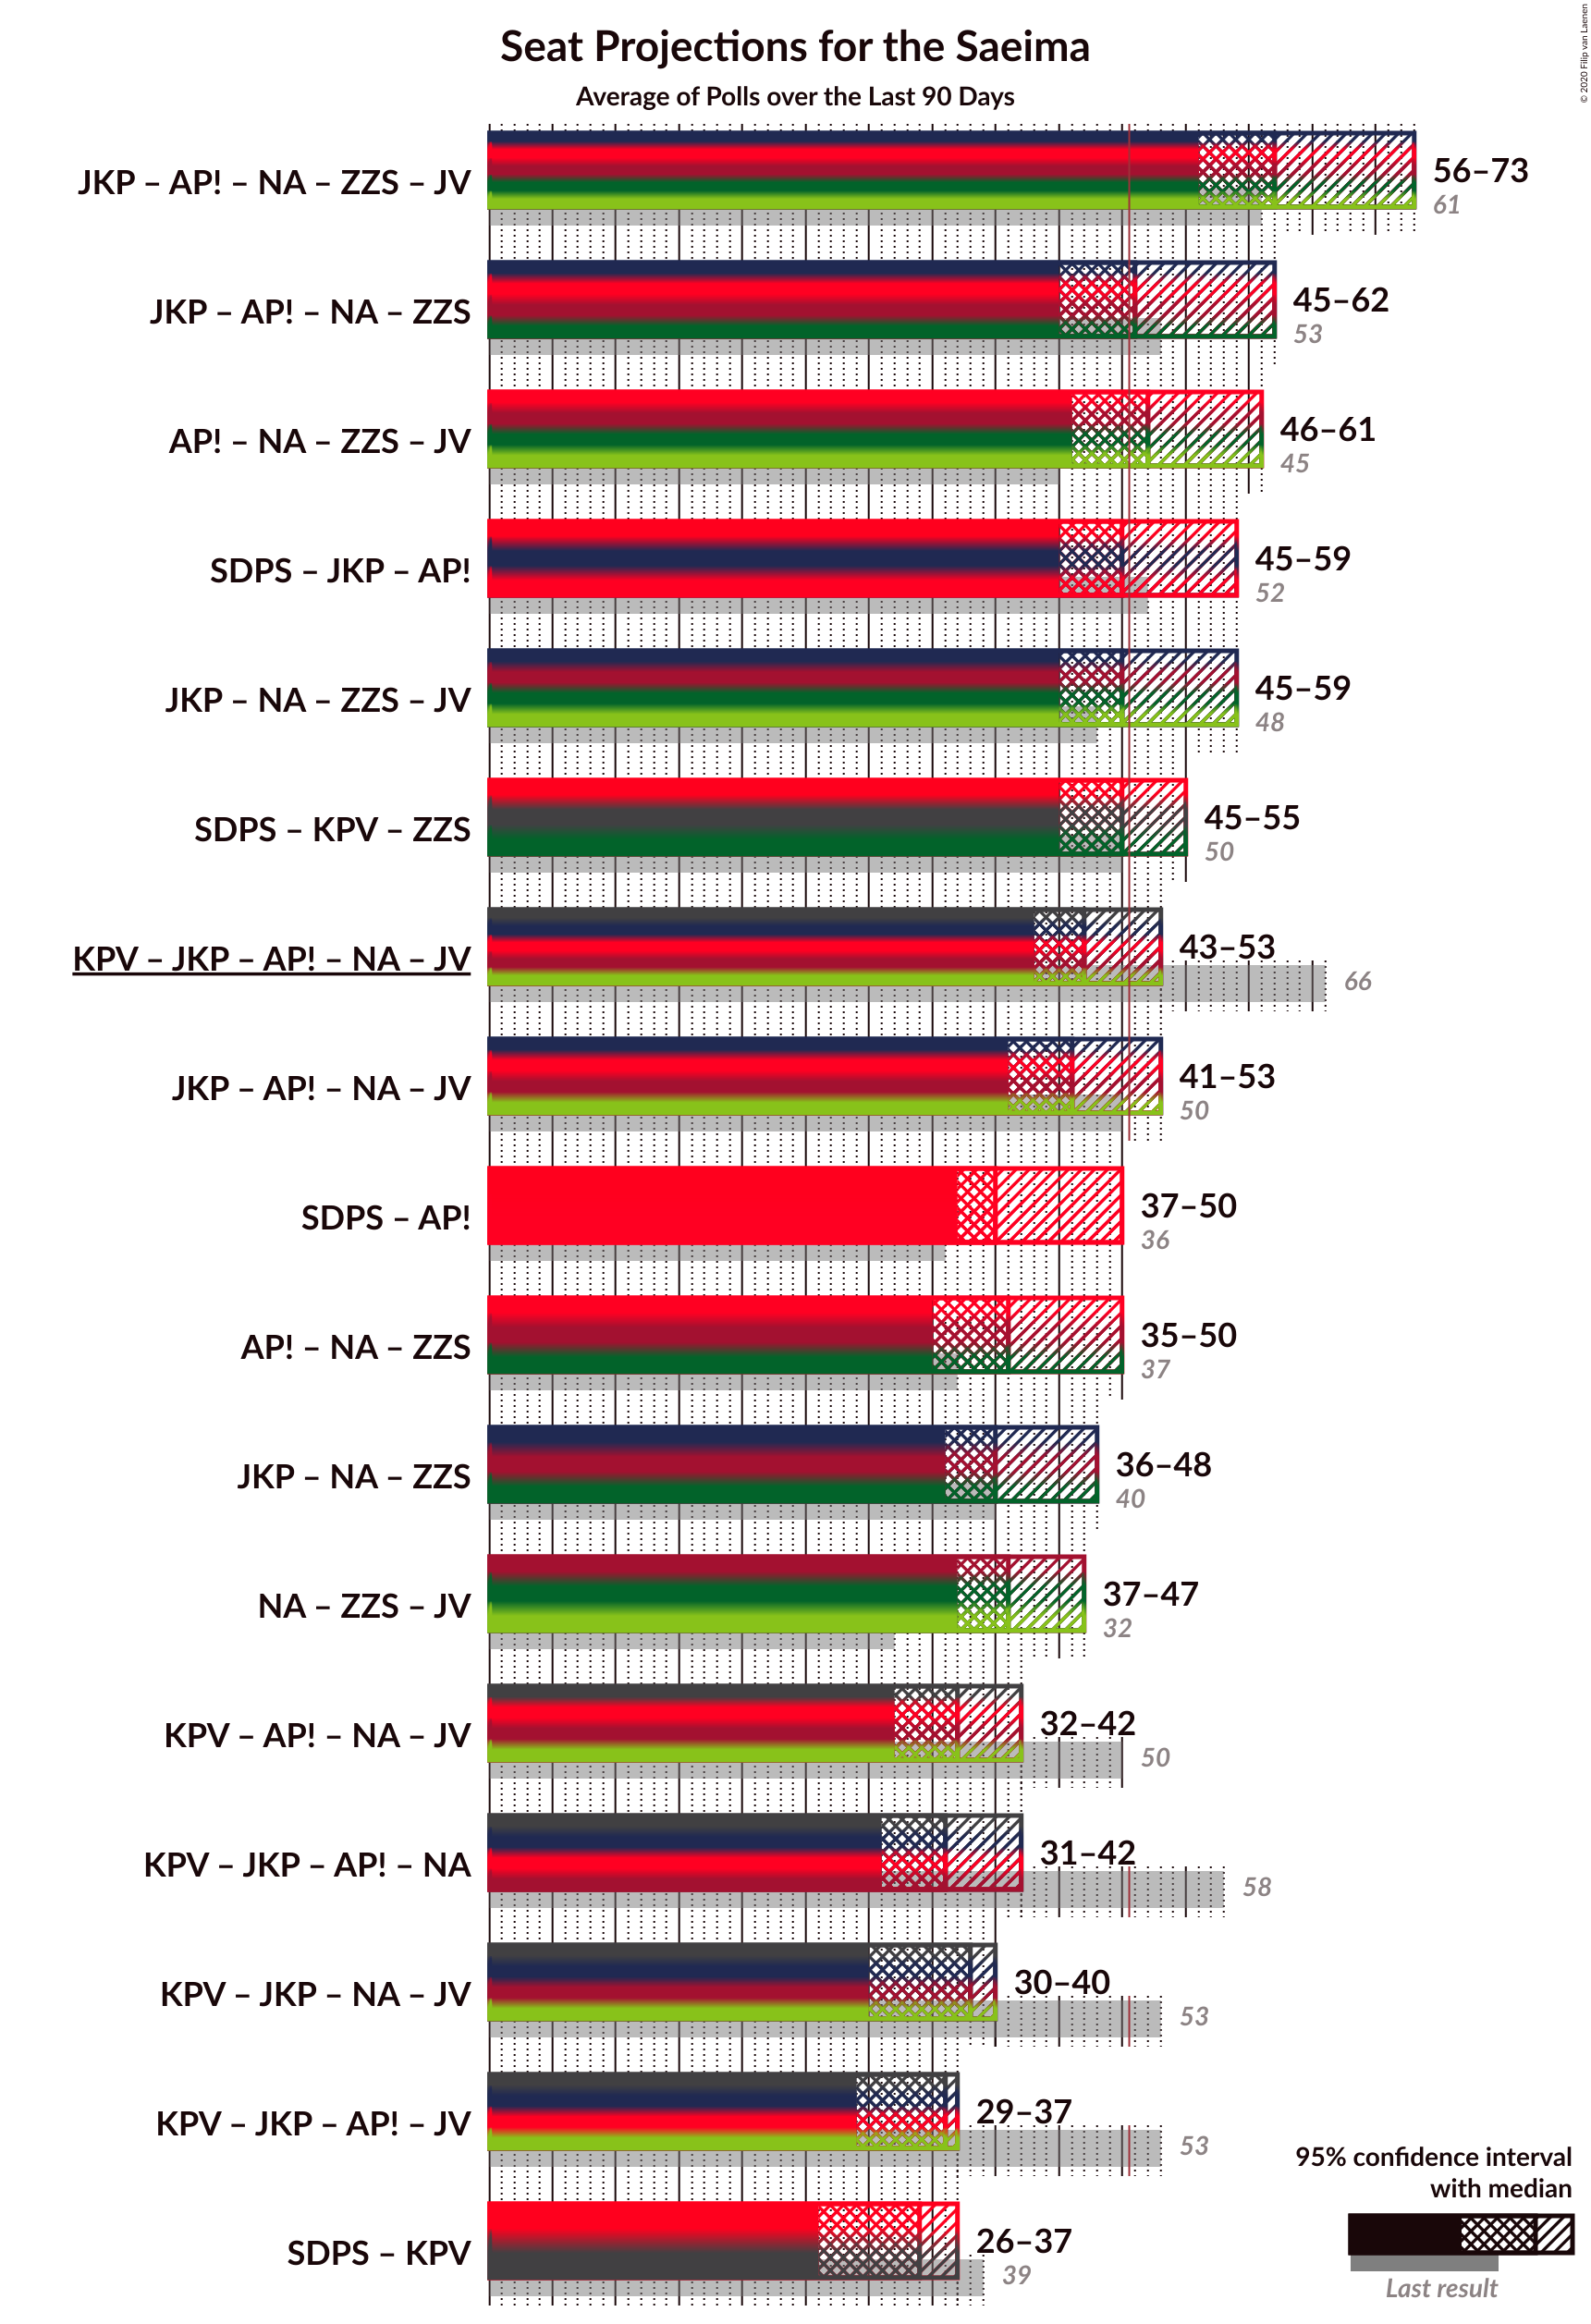 © 2020 Filip van Laenen
Seat Projections for the Saeima
Average of Polls over the Last 90 Days
JKP – AP! – NA – ZZS – JV
56–73
61
JKP – AP! – NA – ZZS
45–62
53
AP! – NA – ZZS – JV
46–61
45
SDPS – JKP – AP!
45–59
52
JKP – NA – ZZS – JV
45–59
48
SDPS – KPV – ZZS
45–55
50
KPV – JKP – AP! – NA – JV
43–53
66
JKP – AP! – NA – JV
41–53
50
SDPS – AP!
37–50
36
AP! – NA – ZZS
35–50
37
JKP – NA – ZZS
36–48
40
NA – ZZS – JV
37–47
32
KPV – AP! – NA – JV
32–42
50
KPV – JKP – AP! – NA
31–42
58
KPV – JKP – NA – JV
30–40
53
KPV – JKP – AP! – JV
29–37
53
SDPS – KPV
26–37
39
95% confidence interval
with median
Last result